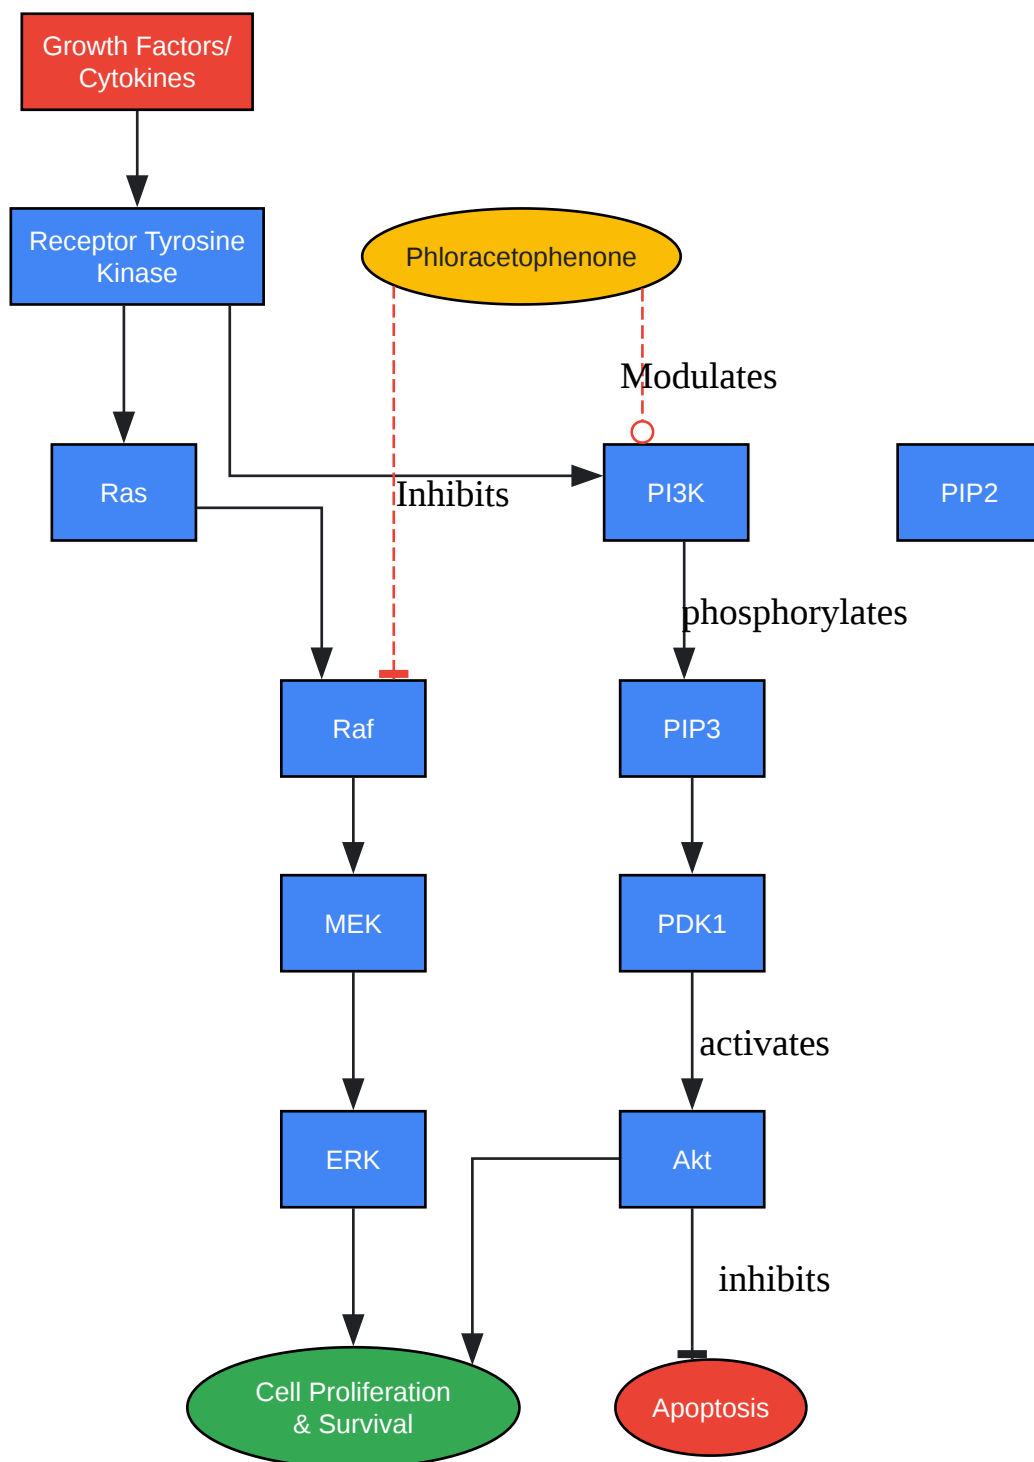 Growth Factors/
Cytokines
Receptor Tyrosine
Kinase
Phloracetophenone
Modulates
Ras
Inhibits
PI3K
PIP2
phosphorylates
Raf
PIP3
MEK
PDK1
activates
ERK
Akt
inhibits
Cell Proliferation
& Survival
Apoptosis